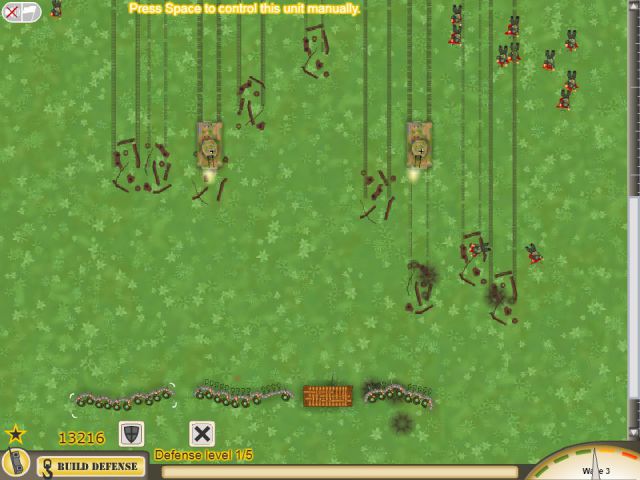 Press Space to control this unit manually.
13216
Defense level 1/5
BUILD DEFENSE
Wave 3